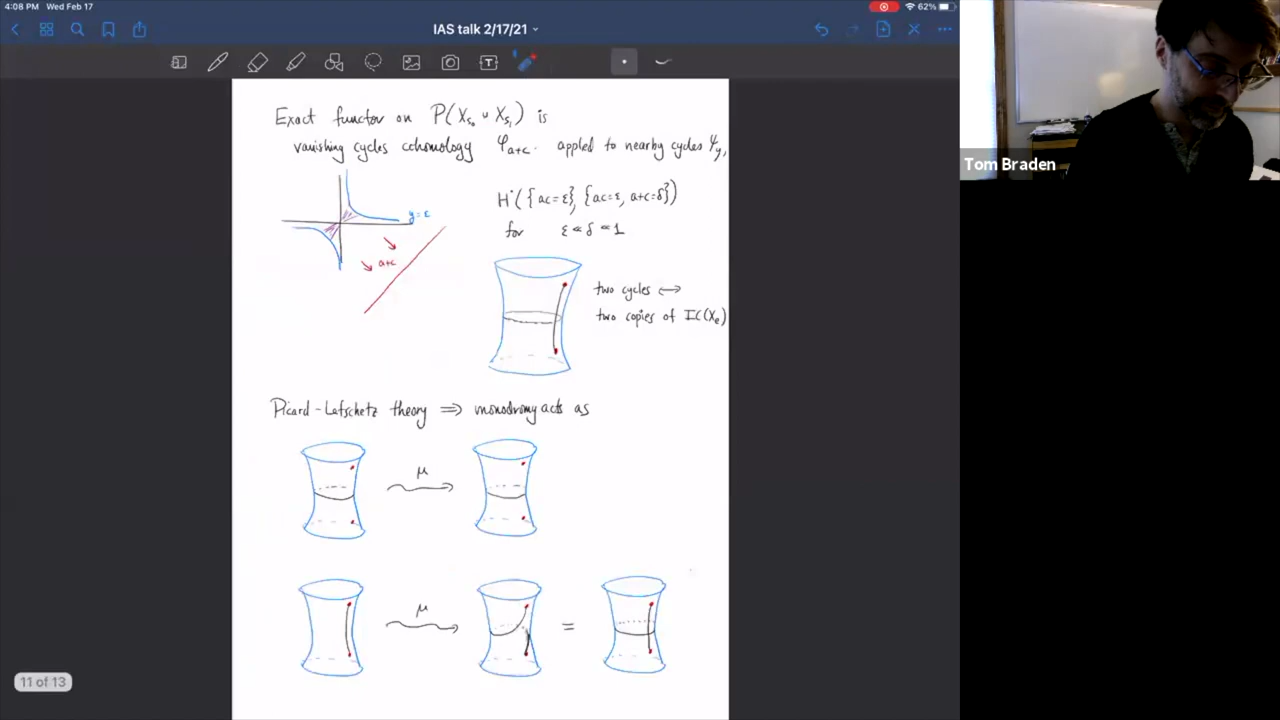 4:08 PM Wed Feb 17
62%
IAS talk 2/17/21
Exact functor on P(X_{s_0} ∪ X_{s_1}) is
vanishing cycles cohomology φ_{a+c} appled to nearby cycles ψ_y,
y = ε
a+c
H^•({ac=ε}, {ac=ε, a+c=δ})
for ε ≪ δ ≪ 1
two cycles ⟷
two copies of IC(X_e)
Picard-Lefschetz theory ⟹ monodromy acts as
μ
μ
=
11 of 13
Tom Braden